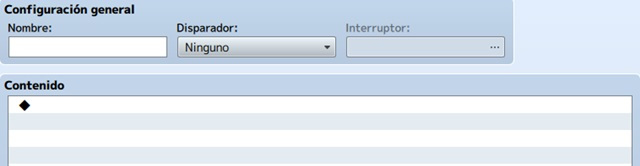 Configuración general
Nombre: Disparador: Interruptor:
Ninguno ...
Contenido
◆